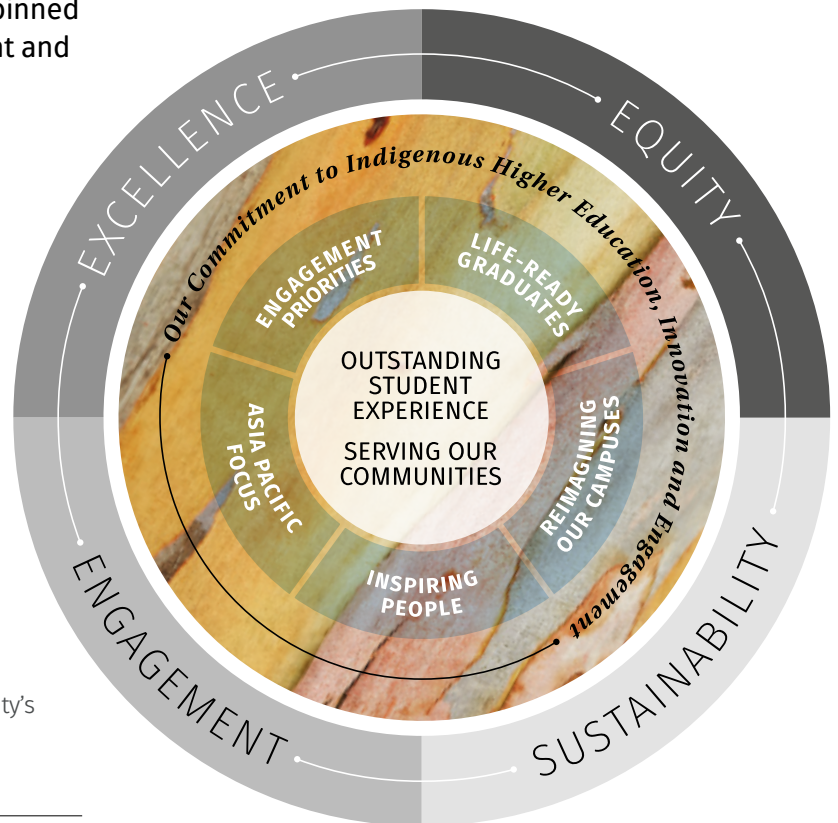 pinned
nt and
EXCELLENCE
EQUITY
Our Commitment to Indigenous Higher Education, Innovation and Engagement
ENGAGEMENT
PRIORITIES
LIFE-READY
GRADUATES
OUTSTANDING
STUDENT
EXPERIENCE
SERVING OUR
COMMUNITIES
ASIA PACIFIC
FOCUS
REIMAGINING
OUR CAMPUSES
INSPIRING
PEOPLE
ENGAGEMENT
SUSTAINABILITY
ty’s